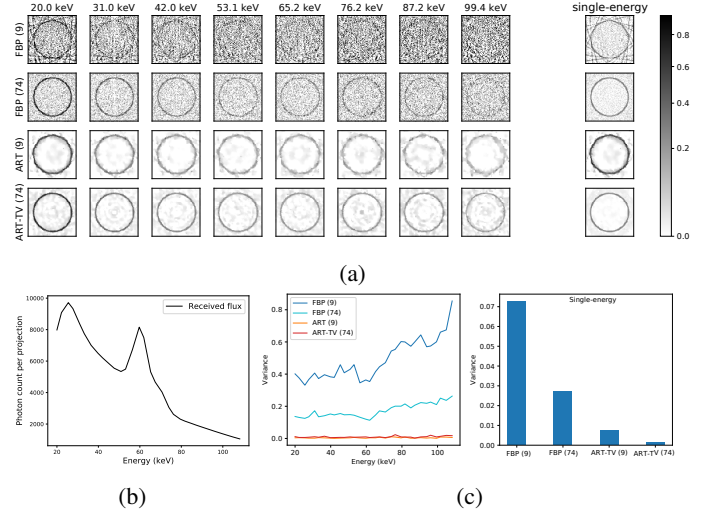 20.0 keV 31.0 keV 42.0 keV 53.1 keV 65.2 keV 76.2 keV 87.2 keV 99.4 keV single-energy
FBP (9)
FBP (74)
ART (9)
ART-TV (74)
0.8
0.6
0.4
0.2
0.0
(a)
10000
8000
6000
4000
2000
Photon count per projection
Received flux
20 40 60 80 100
Energy (keV)
(b)
0.8
0.6
0.4
0.2
0.0
Variance
FBP (9)
FBP (74)
ART (9)
ART-TV (74)
20 40 60 80 100
Energy (keV)
Single-energy
0.07
0.06
0.05
0.04
0.03
0.02
0.01
0.00
Variance
FBP (9) FBP (74) ART-TV (9) ART-TV (74)
(c)